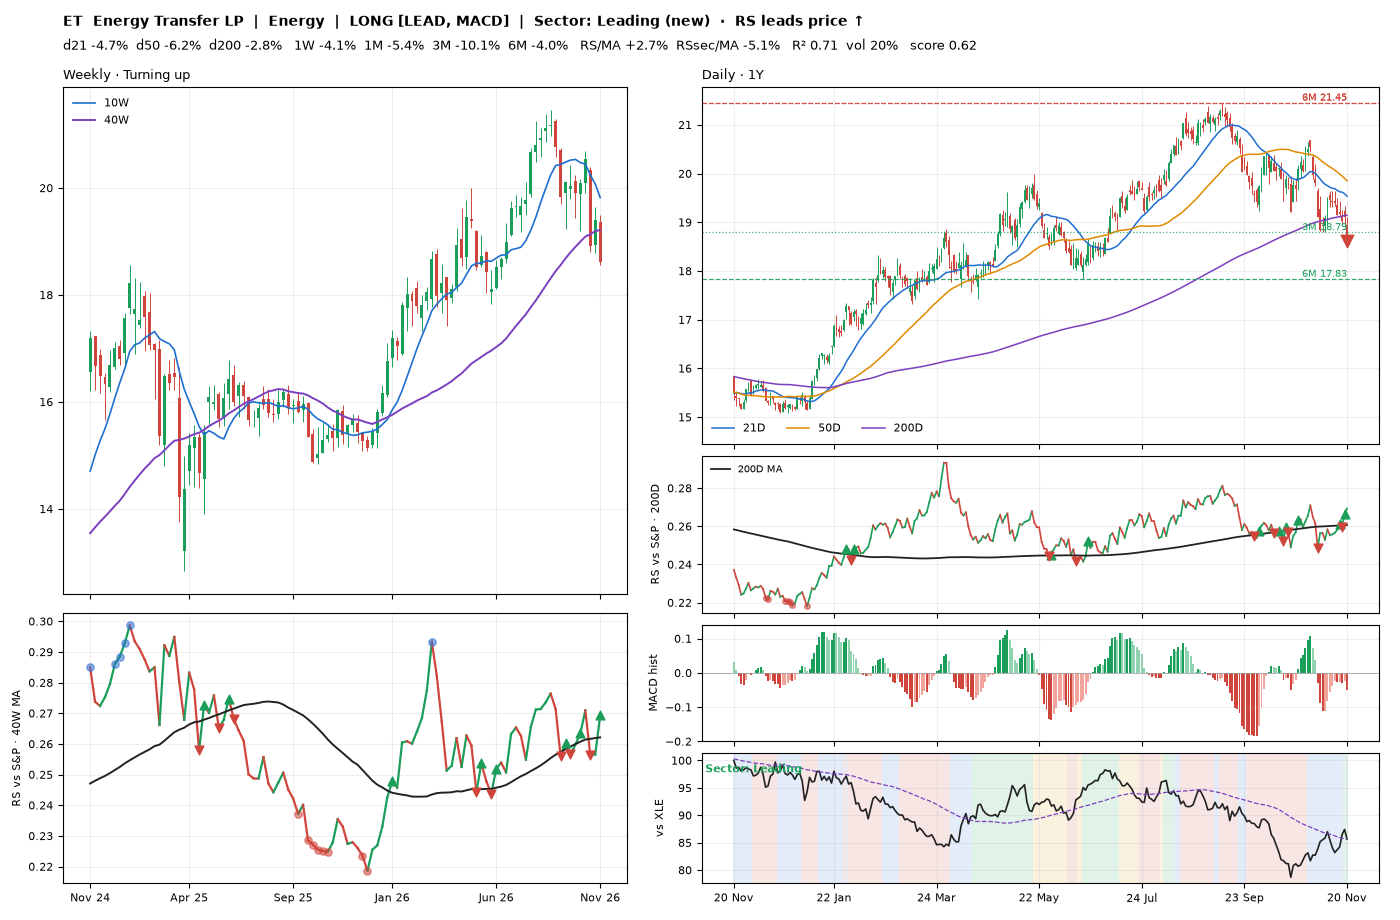 ET  Energy Transfer LP  |  Energy  |  LONG [LEAD, MACD]  |  Sector: Leading (new)  ·  RS leads price ↑
d21 -4.7%  d50 -6.2%  d200 -2.8%   1W -4.1%  1M -5.4%  3M -10.1%  6M -4.0%   RS/MA +2.7%  RSsec/MA -5.1%   R² 0.71  vol 20%   score 0.62
Weekly · Turning up
10W
40W
20
18
16
14
RS vs S&P · 40W MA
0.30
0.29
0.28
0.27
0.26
0.25
0.24
0.23
0.22
Nov 24
Apr 25
Sep 25
Jan 26
Jun 26
Nov 26
Daily · 1Y
21
20
19
18
17
16
15
6M 21.45
6M 17.83
21D
50D
200D
RS vs S&P · 200D
200D MA
0.28
0.26
0.24
0.22
MACD hist
0.1
0.0
−0.1
−0.2
vs XLE
Sector: Leading
100
95
90
85
80
20 Nov
22 Jan
24 Mar
22 May
24 Jul
23 Sep
20 Nov